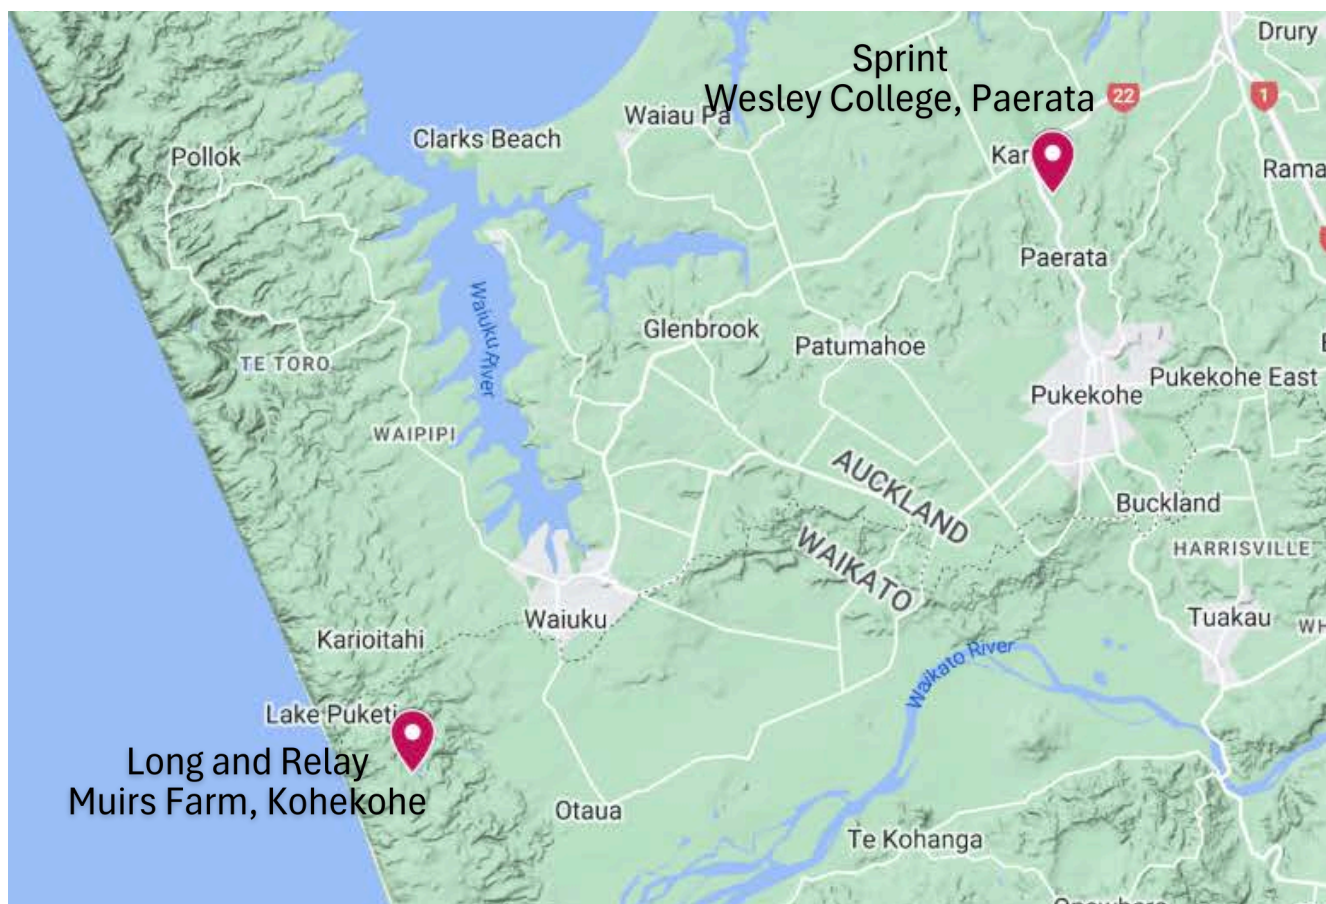 Drury
Sprint
Wesley College, Paerata
22
1
Waiau Pa
Clarks Beach
Pollok
Kar
Rama
Paerata
Waiuku River
Glenbrook
Patumahoe
TE TORO
Pukekohe East
Pukekohe
WAIPIPI
AUCKLAND
WAIKATO
Buckland
HARRISVILLE
Waiuku
Tuakau
WH
Karioitahi
Waikato River
Lake Puketi
Long and Relay
Muirs Farm, Kohekohe
Otaua
Te Kohanga